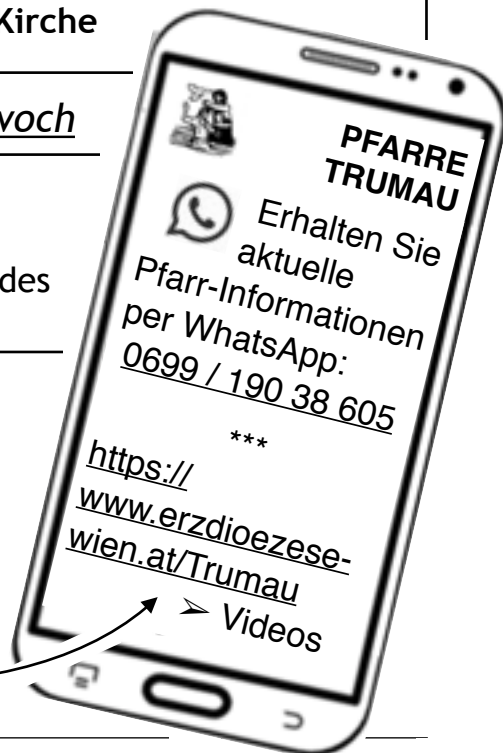 Kirche
woch
des
PFARRE
TRUMAU
Erhalten Sie
aktuelle
Pfarr-Informationen
per WhatsApp:
0699 / 190 38 605
***
https://
www.erzdioezese-
wien.at/Trumau
➢ Videos